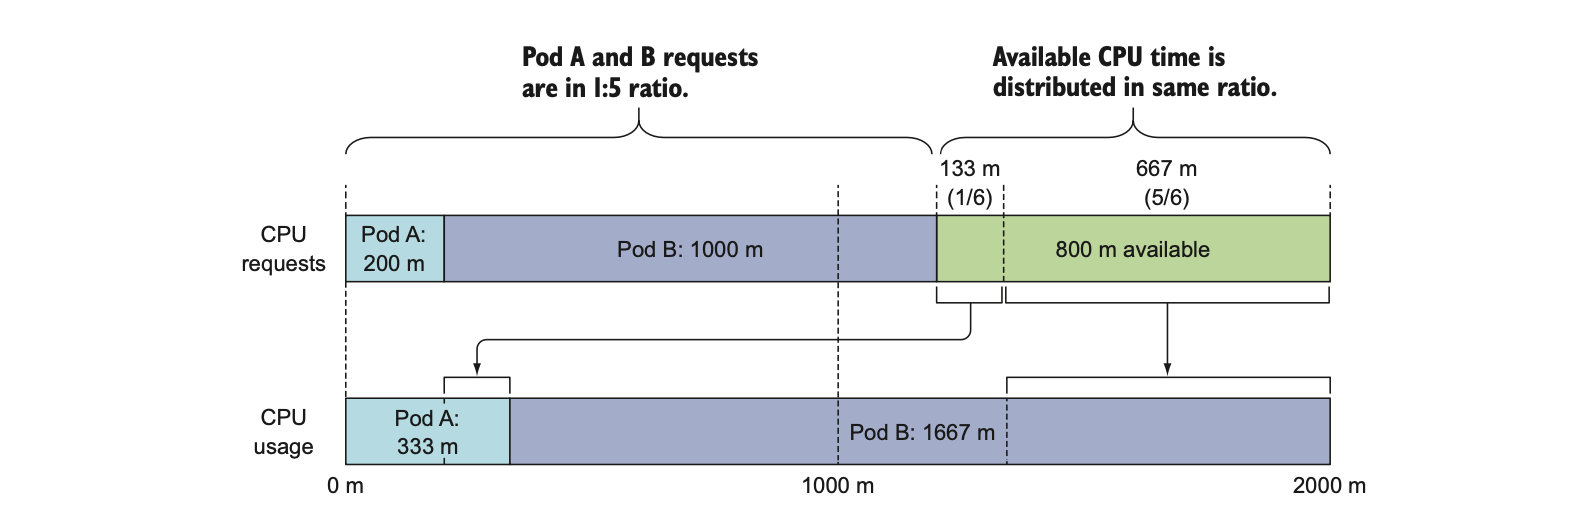 Pod A and B requests
are in 1:5 ratio.
Available CPU time is
distributed in same ratio.
133 m
(1/6)
667 m
(5/6)
CPU
requests
Pod A:
200 m
Pod B: 1000 m
800 m available
CPU
usage
Pod A:
333 m
Pod B: 1667 m
0 m
1000 m
2000 m